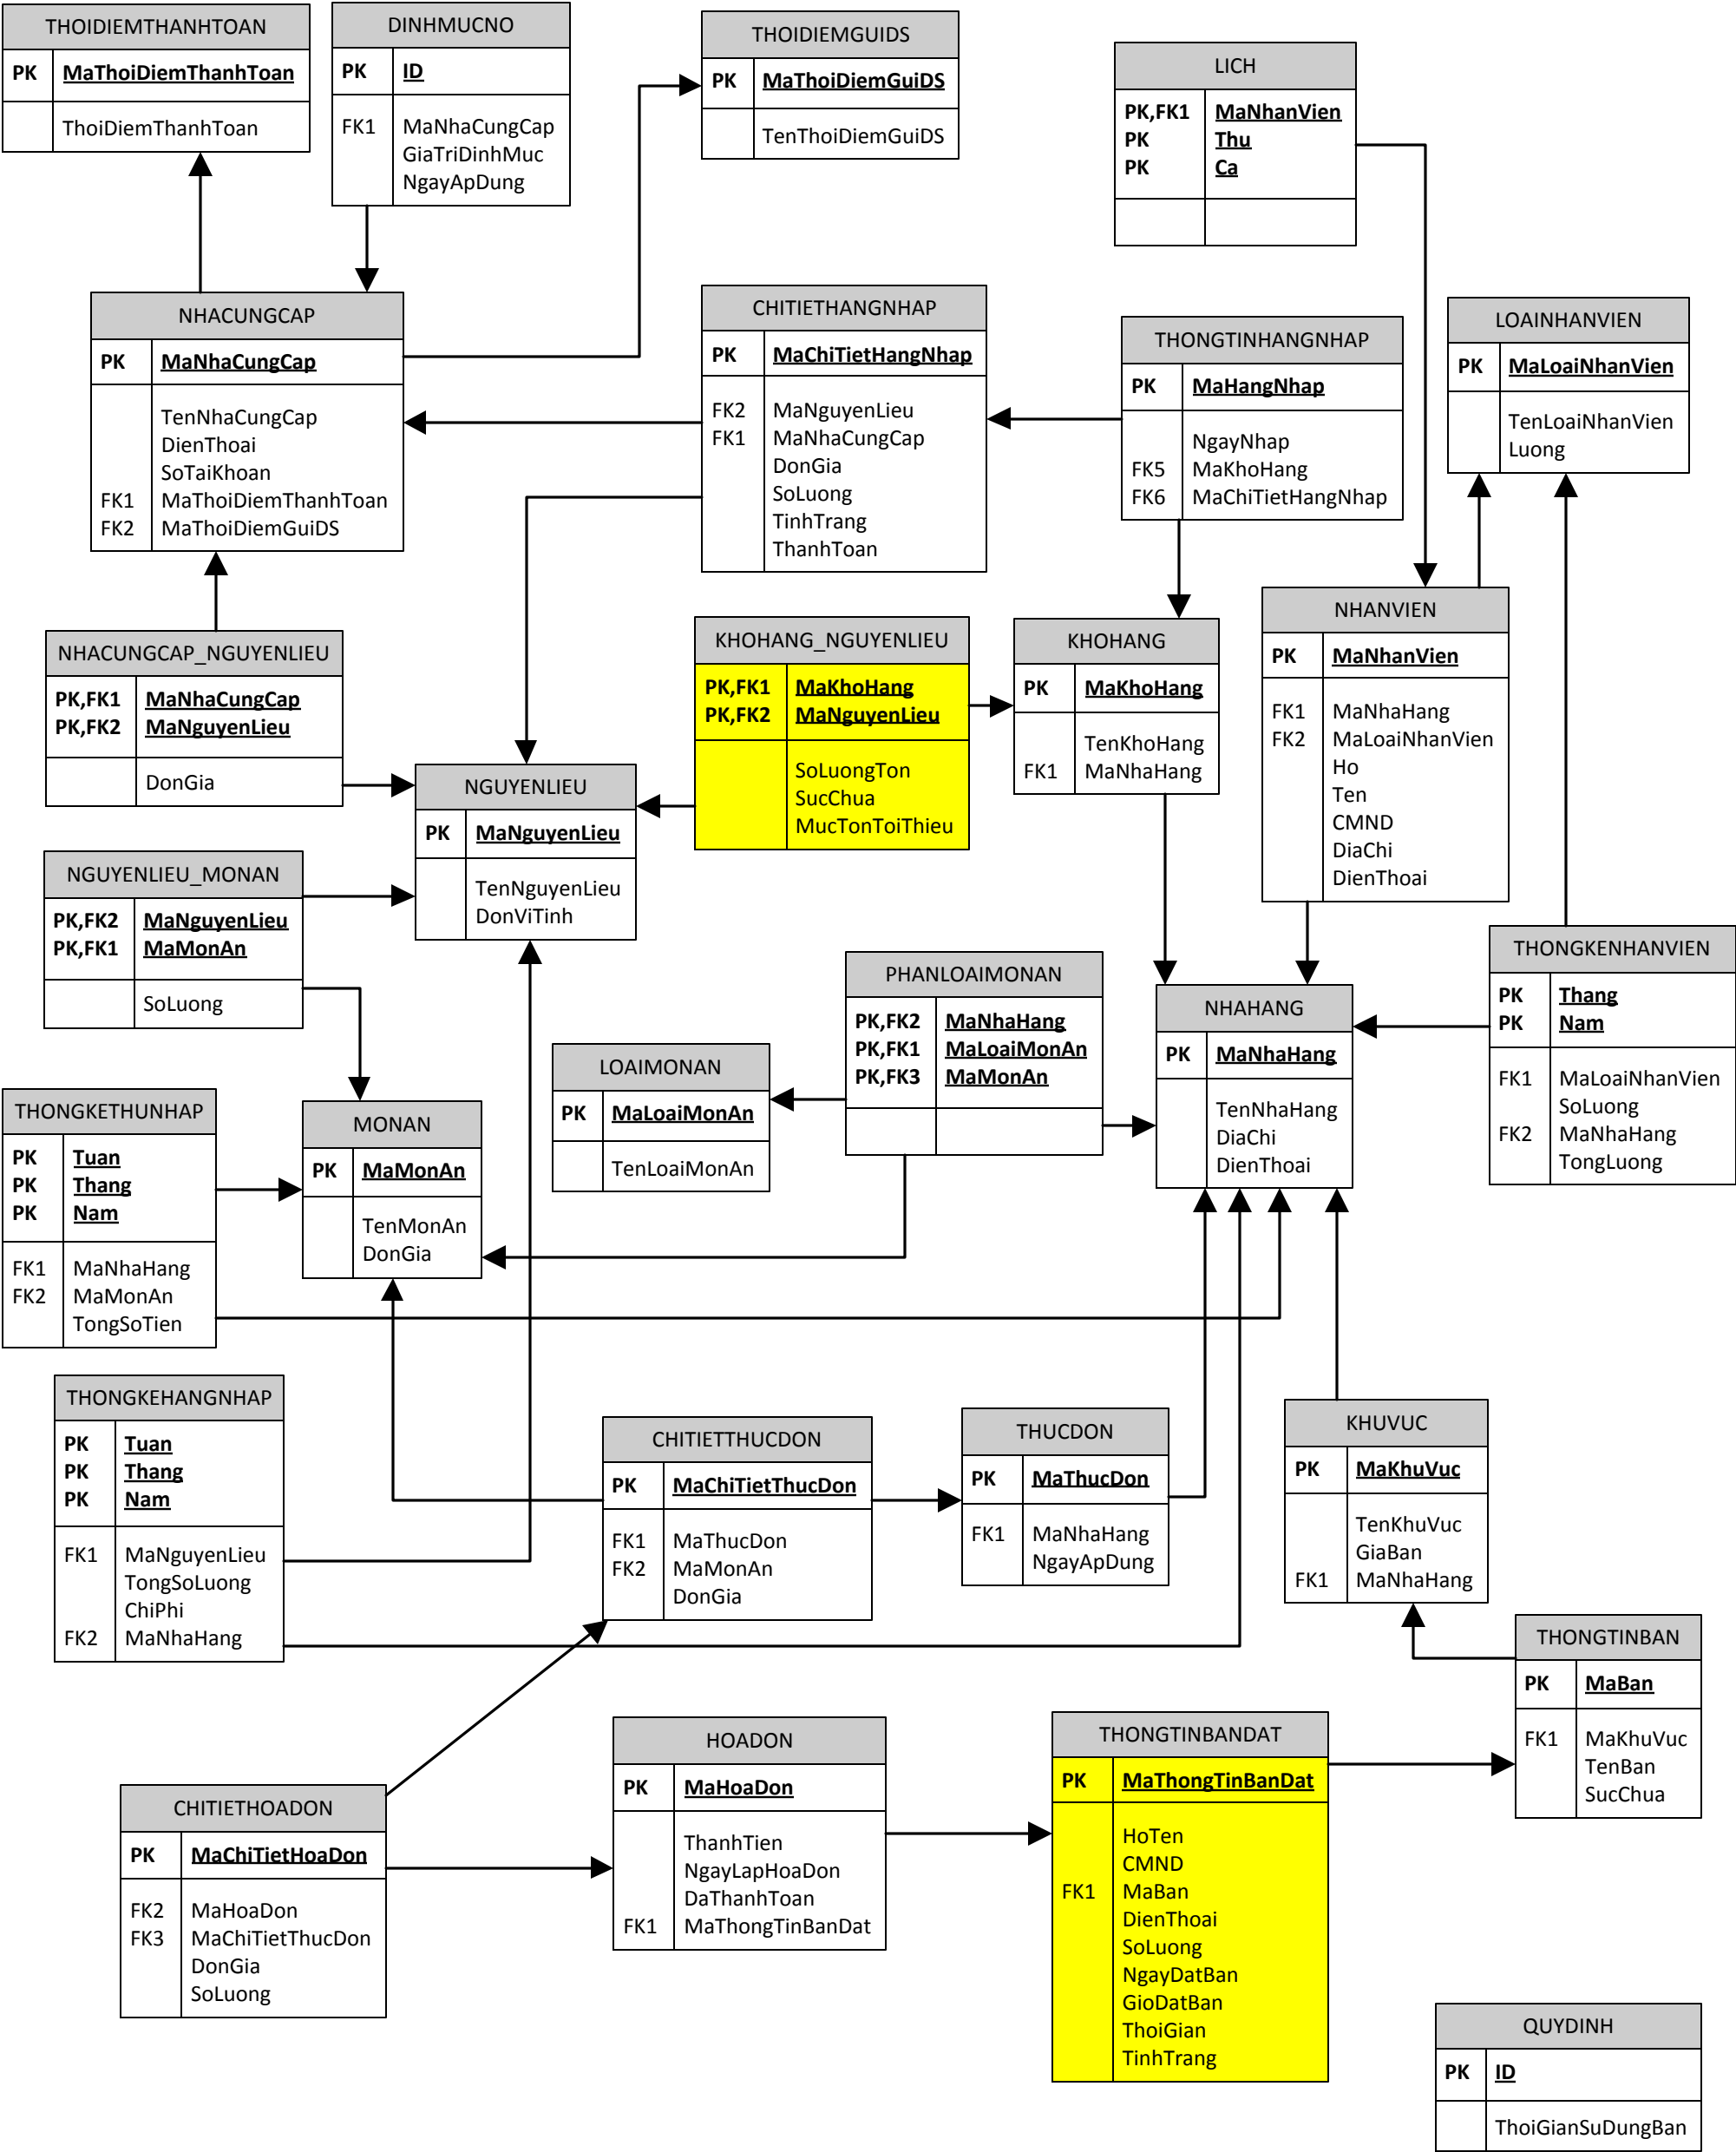 THOIDIEMTHANHTOAN
PK MaThoiDiemThanhToan
ThoiDiemThanhToan
DINHMUCNO
PK ID
FK1 MaNhaCungCap
GiaTriDinhMuc
NgayApDung
THOIDIEMGUIDS
PK MaThoiDiemGuiDS
TenThoiDiemGuiDS
LICH
PK,FK1 MaNhanVien
PK Thu
PK Ca
NHACUNGCAP
PK MaNhaCungCap
TenNhaCungCap
DienThoai
SoTaiKhoan
FK1 MaThoiDiemThanhToan
FK2 MaThoiDiemGuiDS
CHITIETHANGNHAP
PK MaChiTietHangNhap
FK2 MaNguyenLieu
FK1 MaNhaCungCap
DonGia
SoLuong
TinhTrang
ThanhToan
THONGTINHANGNHAP
PK MaHangNhap
NgayNhap
FK5 MaKhoHang
FK6 MaChiTietHangNhap
LOAINHANVIEN
PK MaLoaiNhanVien
TenLoaiNhanVien
Luong
NHACUNGCAP_NGUYENLIEU
PK,FK1 MaNhaCungCap
PK,FK2 MaNguyenLieu
DonGia
KHOHANG_NGUYENLIEU
PK,FK1 MaKhoHang
PK,FK2 MaNguyenLieu
SoLuongTon
SucChua
MucTonToiThieu
KHOHANG
PK MaKhoHang
TenKhoHang
FK1 MaNhaHang
NHANVIEN
PK MaNhanVien
FK1 MaNhaHang
FK2 MaLoaiNhanVien
Ho
Ten
CMND
DiaChi
DienThoai
NGUYENLIEU
PK MaNguyenLieu
TenNguyenLieu
DonViTinh
NGUYENLIEU_MONAN
PK,FK2 MaNguyenLieu
PK,FK1 MaMonAn
SoLuong
PHANLOAIMONAN
PK,FK2 MaNhaHang
PK,FK1 MaLoaiMonAn
PK,FK3 MaMonAn
NHAHANG
PK MaNhaHang
TenNhaHang
DiaChi
DienThoai
THONGKENHANVIEN
PK Thang
PK Nam
FK1 MaLoaiNhanVien
SoLuong
FK2 MaNhaHang
TongLuong
LOAIMONAN
PK MaLoaiMonAn
TenLoaiMonAn
THONGKETHUNHAP
PK Tuan
PK Thang
PK Nam
FK1 MaNhaHang
FK2 MaMonAn
TongSoTien
MONAN
PK MaMonAn
TenMonAn
DonGia
THONGKEHANGNHAP
PK Tuan
PK Thang
PK Nam
FK1 MaNguyenLieu
TongSoLuong
ChiPhi
FK2 MaNhaHang
CHITIETTHUCDON
PK MaChiTietThucDon
FK1 MaThucDon
FK2 MaMonAn
DonGia
THUCDON
PK MaThucDon
FK1 MaNhaHang
NgayApDung
KHUVUC
PK MaKhuVuc
TenKhuVuc
GiaBan
FK1 MaNhaHang
THONGTINBAN
PK MaBan
FK1 MaKhuVuc
TenBan
SucChua
HOADON
PK MaHoaDon
ThanhTien
NgayLapHoaDon
DaThanhToan
FK1 MaThongTinBanDat
THONGTINBANDAT
PK MaThongTinBanDat
HoTen
CMND
FK1 MaBan
DienThoai
SoLuong
NgayDatBan
GioDatBan
ThoiGian
TinhTrang
CHITIETHOADON
PK MaChiTietHoaDon
FK2 MaHoaDon
FK3 MaChiTietThucDon
DonGia
SoLuong
QUYDINH
PK ID
ThoiGianSuDungBan